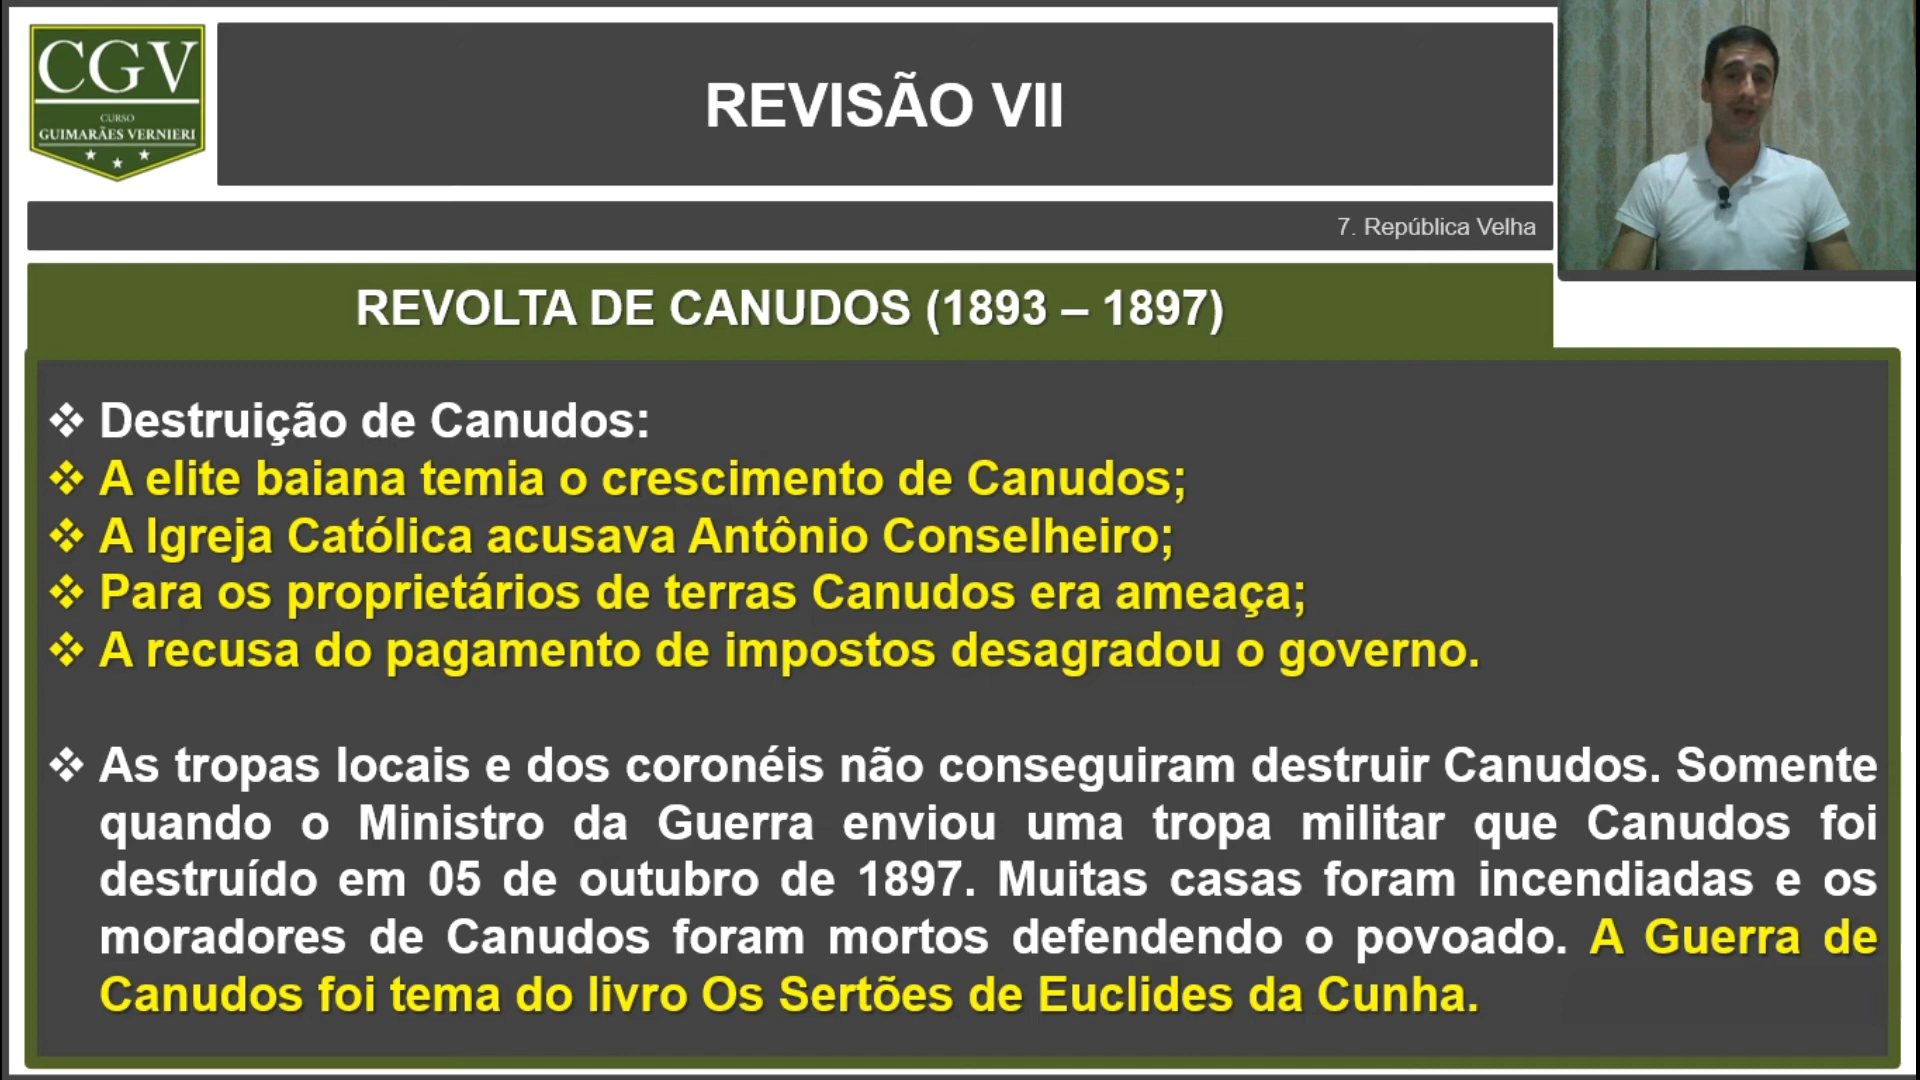 CGV
CURSO
GUIMARÃES VERNIERI
REVISÃO VII
7. República Velha
REVOLTA DE CANUDOS (1893 – 1897)
❖ Destruição de Canudos:
❖ A elite baiana temia o crescimento de Canudos;
❖ A Igreja Católica acusava Antônio Conselheiro;
❖ Para os proprietários de terras Canudos era ameaça;
❖ A recusa do pagamento de impostos desagradou o governo.
❖ As tropas locais e dos coronéis não conseguiram destruir Canudos. Somente
quando o Ministro da Guerra enviou uma tropa militar que Canudos foi
destruído em 05 de outubro de 1897. Muitas casas foram incendiadas e os
moradores de Canudos foram mortos defendendo o povoado. A Guerra de
Canudos foi tema do livro Os Sertões de Euclides da Cunha.